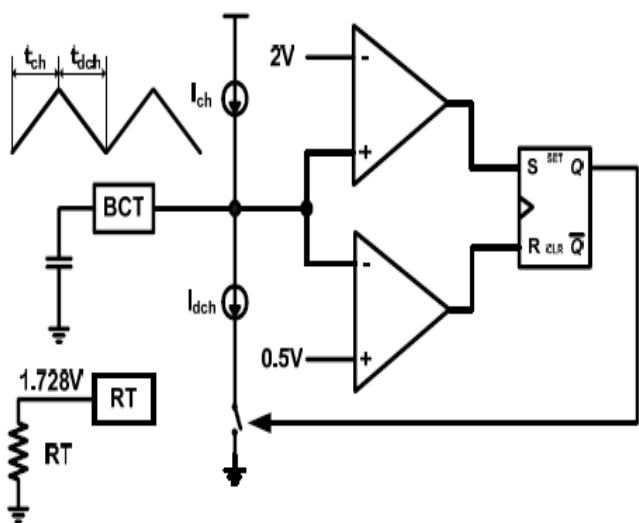 tch
tdch
2V
-
Ich
+
S SET Q
BCT
R CLR Q̅
-
Idch
0.5V
+
1.728V
RT
RT